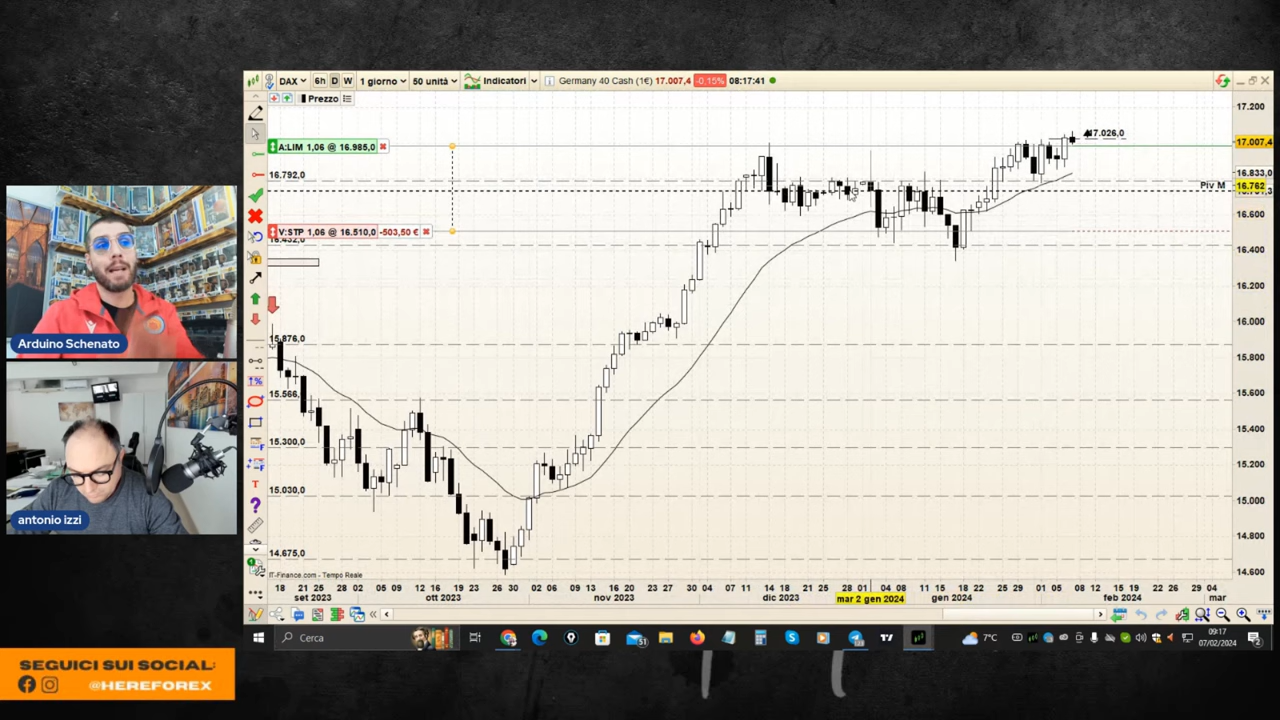 DAX 6h D W 1 giorno 50 unità Indicatori Germany 40 Cash (1€) 17.007,4 -0,15% 08:17:41
Prezzo
17.200
17.026,0
17.007,4
A:LIM 1,06 @ 16.985,0
16.792,0
16.833,0
Piv M
16.762
16.600
V:STP 1,06 @ 16.510,0 -503,50 €
16.432,0
16.400
16.200
16.000
15.876,0
15.800
15.566,
15.600
15.400
15.300,0
15.200
15.030,0
15.000
14.800
14.675,0
14.600
IT-Finance.com - Tempo Reale
18 21 25 28 02 05 09 12 16 19 23 26 30 02 06 09 13 16 20 23 27 30 04 07 11 14 18 21 25 28 04 08 11 15 18 22 25 29 01 05 08 12 15 19 22 26 29 04
set 2023 ott 2023 nov 2023 dic 2023 mar 2 gen 2024 gen 2024 feb 2024 mar
Arduino Schenato
antonio izzi
Cerca
51
7°C
09:17
07/02/2024
2
SEGUICI SUI SOCIAL:
@HEREFOREX